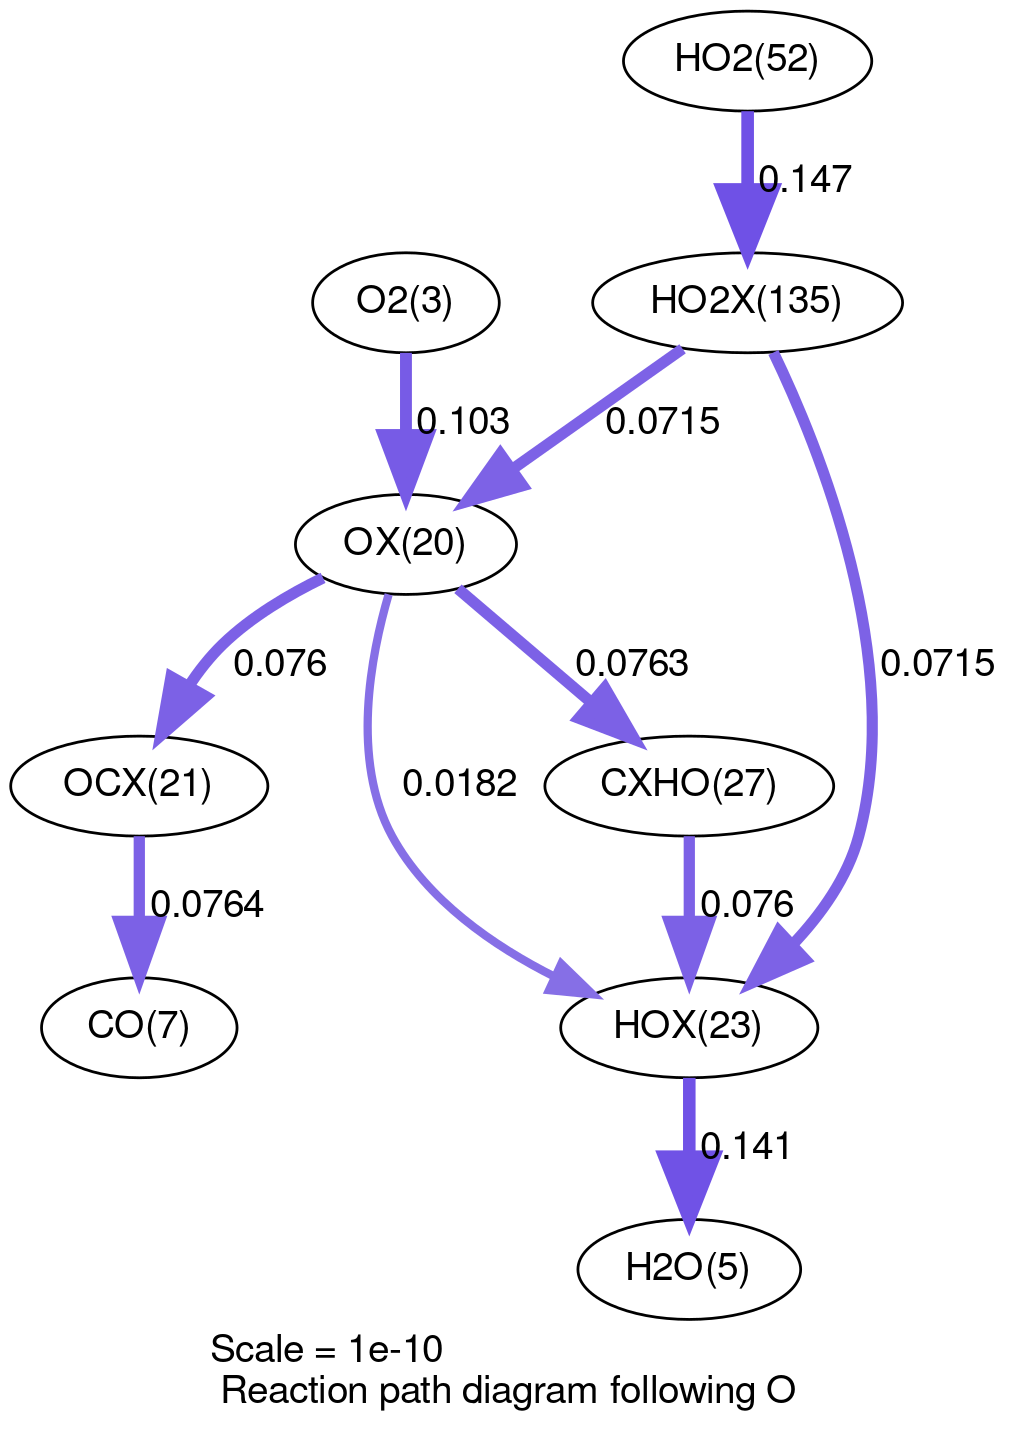 HO2(52)
0.147
O2(3)
HO2X(135)
0.103
0.0715
OX(20)
0.076
0.0763
0.0715
OCX(21)
0.0182
CXHO(27)
0.0764
0.076
CO(7)
HOX(23)
0.141
H2O(5)
Scale = 1e-10
Reaction path diagram following O